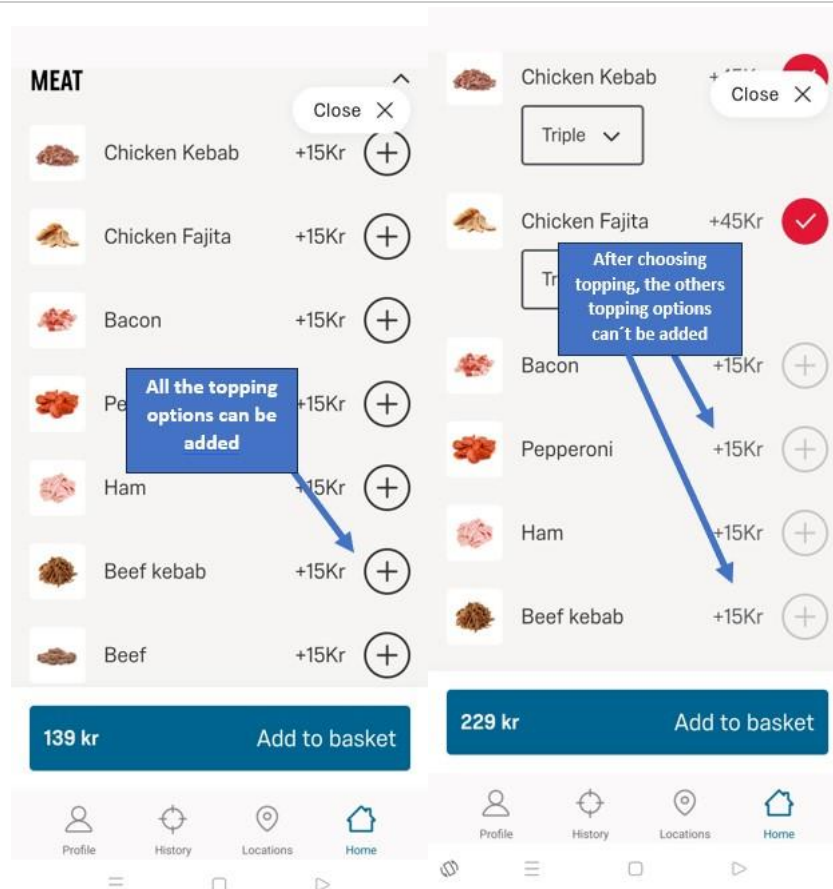 MEAT
Close ×
Chicken Kebab +15Kr
Chicken Fajita +15Kr
Bacon +15Kr
Pe +15Kr
All the topping
options can be
added
Ham +15Kr
Beef kebab +15Kr
Beef +15Kr
139 kr Add to basket
Profile History Locations Home
Chicken Kebab
Close ×
Triple
Chicken Fajita +45Kr
Tr
After choosing
topping, the others
topping options
can´t be added
Bacon +15Kr
Pepperoni +15Kr
Ham +15Kr
Beef kebab +15Kr
229 kr Add to basket
Profile History Locations Home